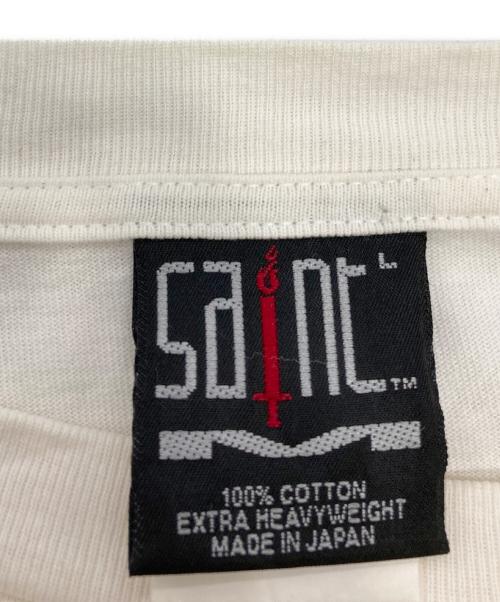 saint L
TM
100% COTTON
EXTRA HEAVYWEIGHT
MADE IN JAPAN